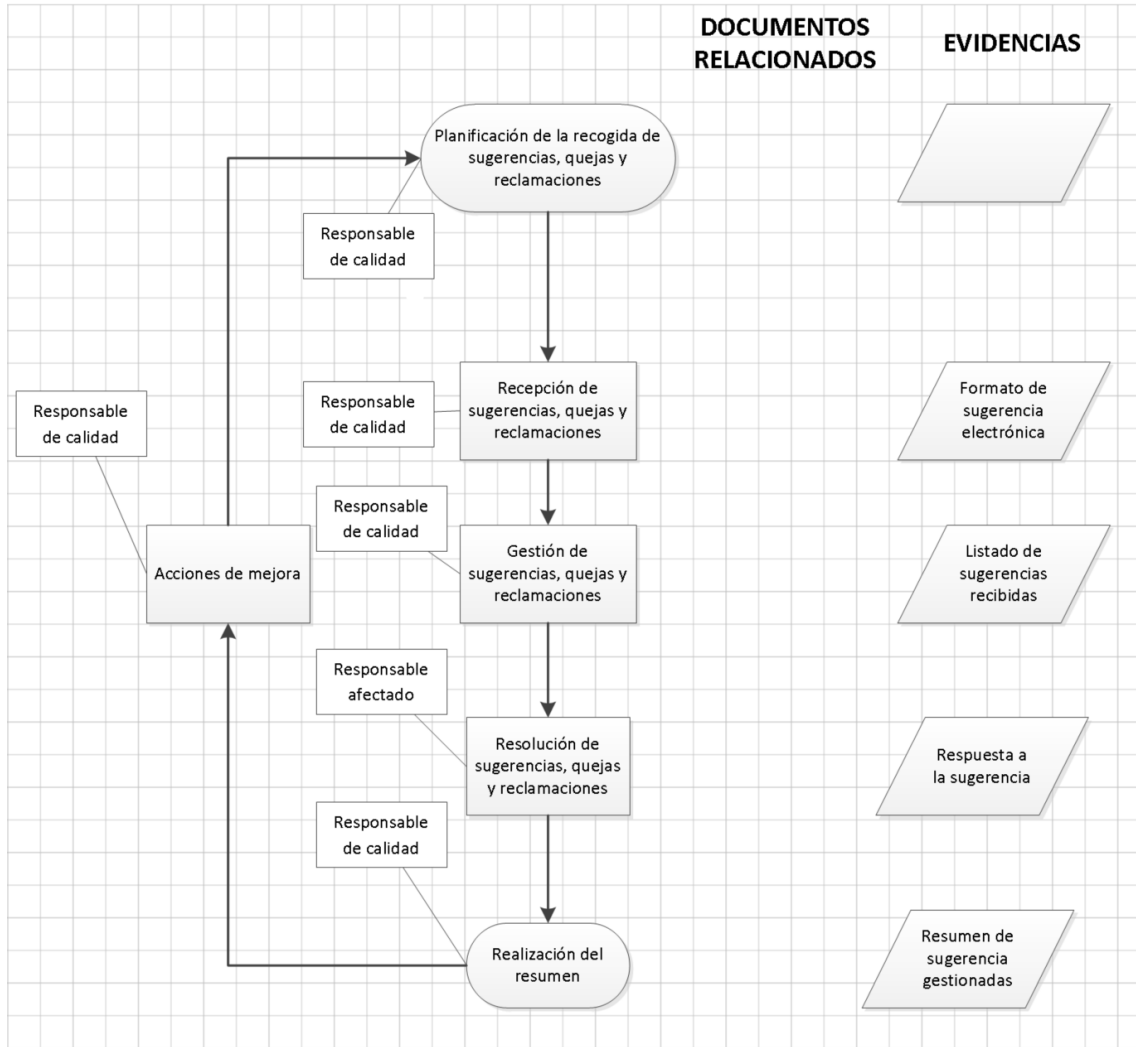 DOCUMENTOS
RELACIONADOS
EVIDENCIAS
Planificación de la recogida de
sugerencias, quejas y
reclamaciones
Responsable
de calidad
Recepción de
sugerencias, quejas y
reclamaciones
Responsable
de calidad
Formato de
sugerencia
electrónica
Responsable
de calidad
Responsable
de calidad
Gestión de
sugerencias, quejas y
reclamaciones
Listado de
sugerencias
recibidas
Acciones de mejora
Responsable
afectado
Resolución de
sugerencias, quejas
y reclamaciones
Respuesta a
la sugerencia
Responsable
de calidad
Realización del
resumen
Resumen de
sugerencia
gestionadas